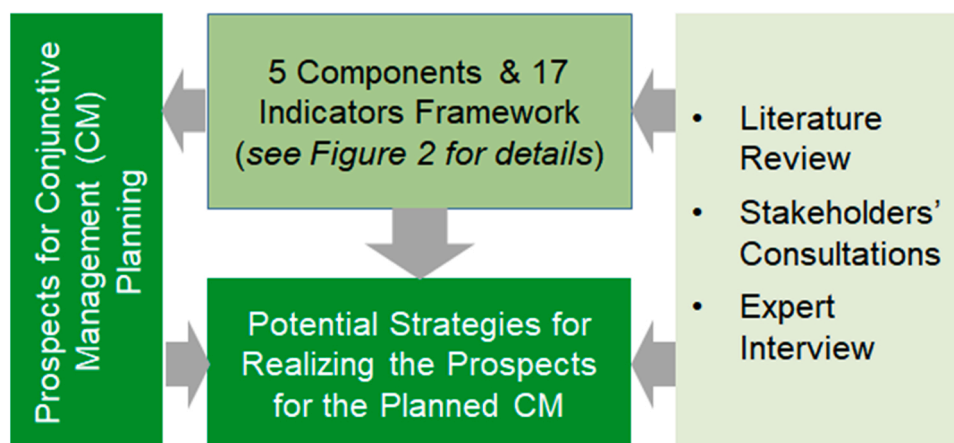 Prospects for Conjunctive
Management (CM)
Planning
5 Components & 17
Indicators Framework
(see Figure 2 for details)
Potential Strategies for
Realizing the Prospects
for the Planned CM
• Literature
Review
• Stakeholders’
Consultations
• Expert
Interview